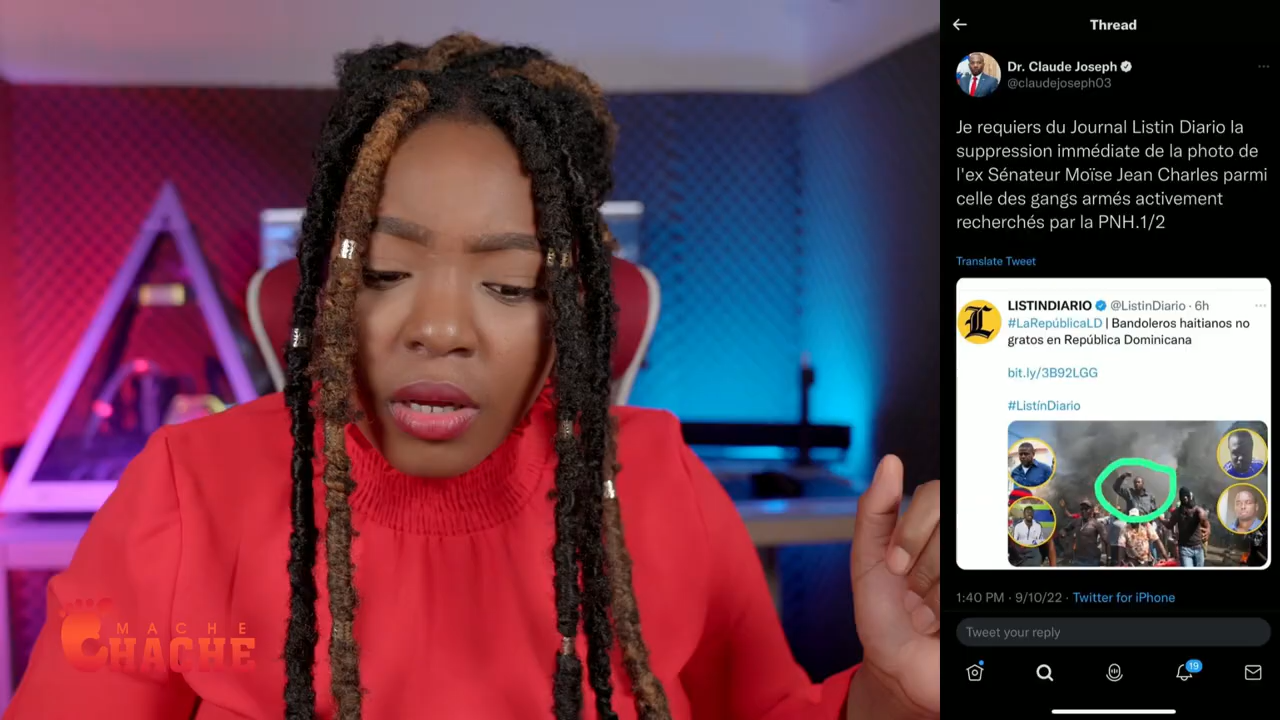 Thread
Dr. Claude Joseph
@claudejoseph03
Je requiers du Journal Listin Diario la
suppression immédiate de la photo de
l'ex Sénateur Moïse Jean Charles parmi
celle des gangs armés activement
recherchés par la PNH.1/2
Translate Tweet
LISTINDIARIO @ListinDiario · 6h
#LaRepúblicaLD | Bandoleros haitianos no
gratos en República Dominicana
bit.ly/3B92LGG
#ListínDiario
1:40 PM · 9/10/22 · Twitter for iPhone
Tweet your reply
19
MACHE
CHACHE